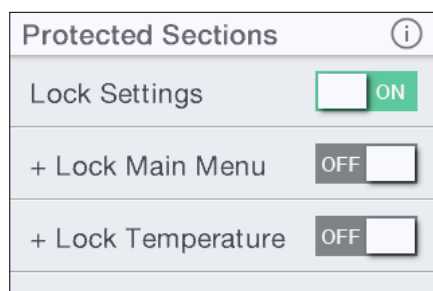 Protected Sections i
Lock Settings ON
+ Lock Main Menu OFF
+ Lock Temperature OFF